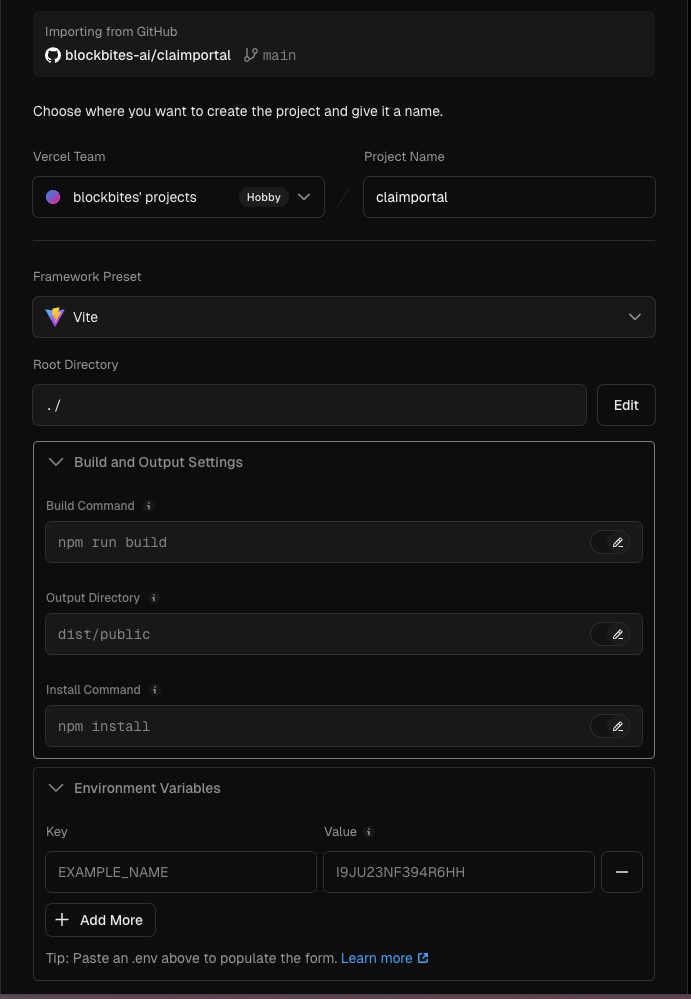 Importing from GitHub
blockbites-ai/claimportal main
Choose where you want to create the project and give it a name.
Vercel Team
Project Name
blockbites' projects Hobby
/
claimportal
Framework Preset
Vite
Root Directory
./
Edit
Build and Output Settings
Build Command
npm run build
Output Directory
dist/public
Install Command
npm install
Environment Variables
Key
Value
EXAMPLE_NAME
I9JU23NF394R6HH
Add More
Tip: Paste an .env above to populate the form. Learn more